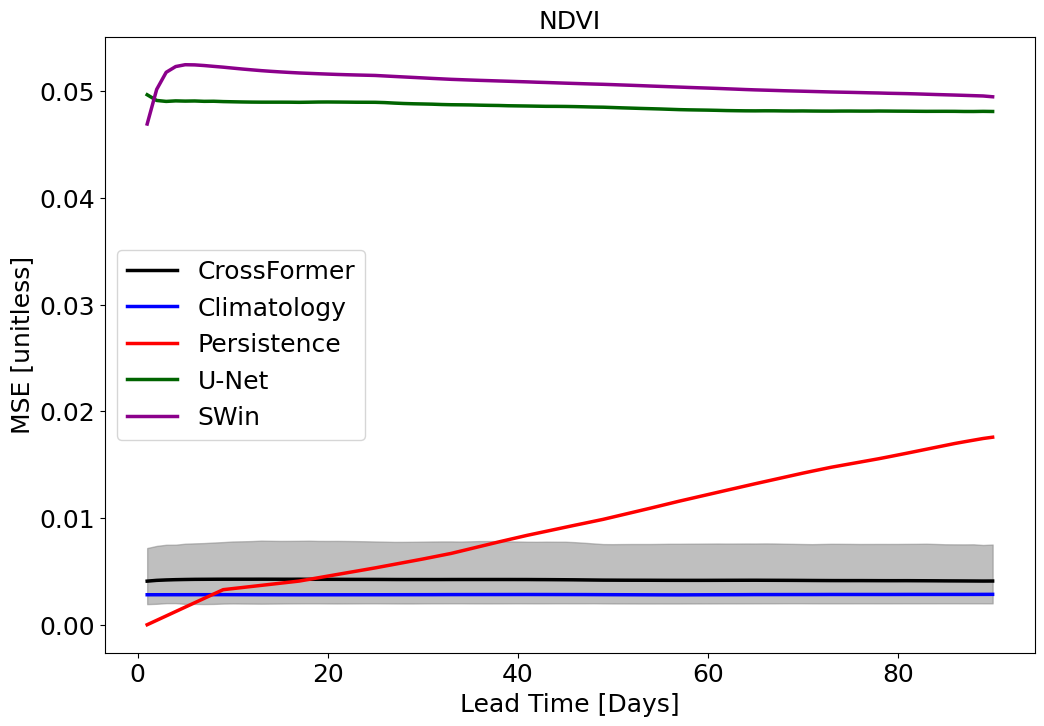 NDVI
MSE [unitless]
0.05
0.04
0.03
0.02
0.01
0.00
CrossFormer
Climatology
Persistence
U-Net
SWin
0 20 40 60 80
Lead Time [Days]